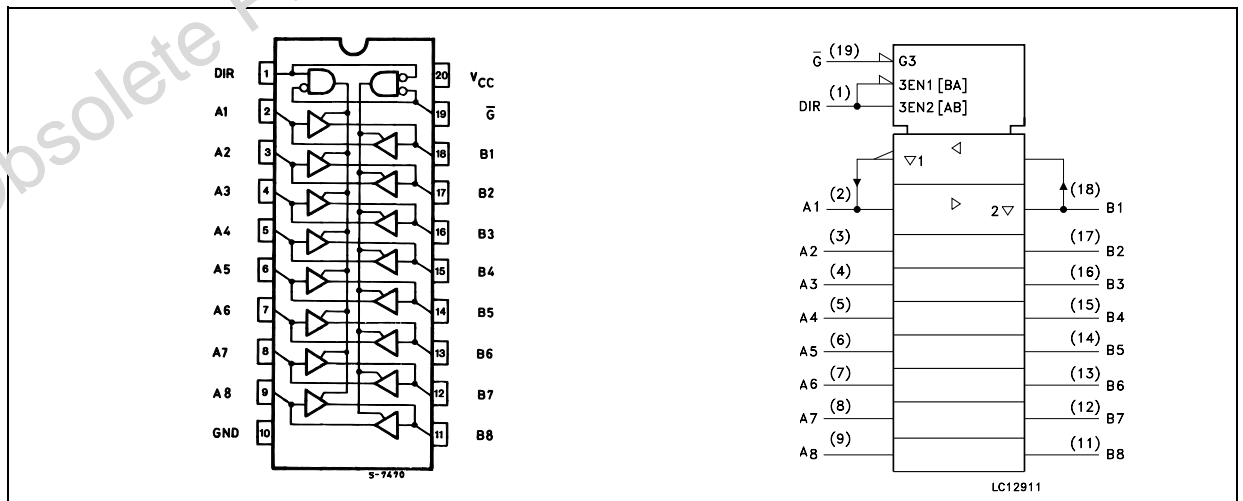 Obsolete P
DIR 1 20 VCC
A1 2 19 G̅
A2 3 18 B1
A3 4 17 B2
A4 5 16 B3
A5 6 15 B4
A6 7 14 B5
A7 8 13 B6
A8 9 12 B7
GND 10 11 B8
S-7470
G̅ (19) G3
3EN1 [BA]
DIR (1) 3EN2 [AB]
▽1 ◁
A1 (2) ▷ 2▽ (18) B1
A2 (3) (17) B2
A3 (4) (16) B3
A4 (5) (15) B4
A5 (6) (14) B5
A6 (7) (13) B6
A7 (8) (12) B7
A8 (9) (11) B8
LC12911